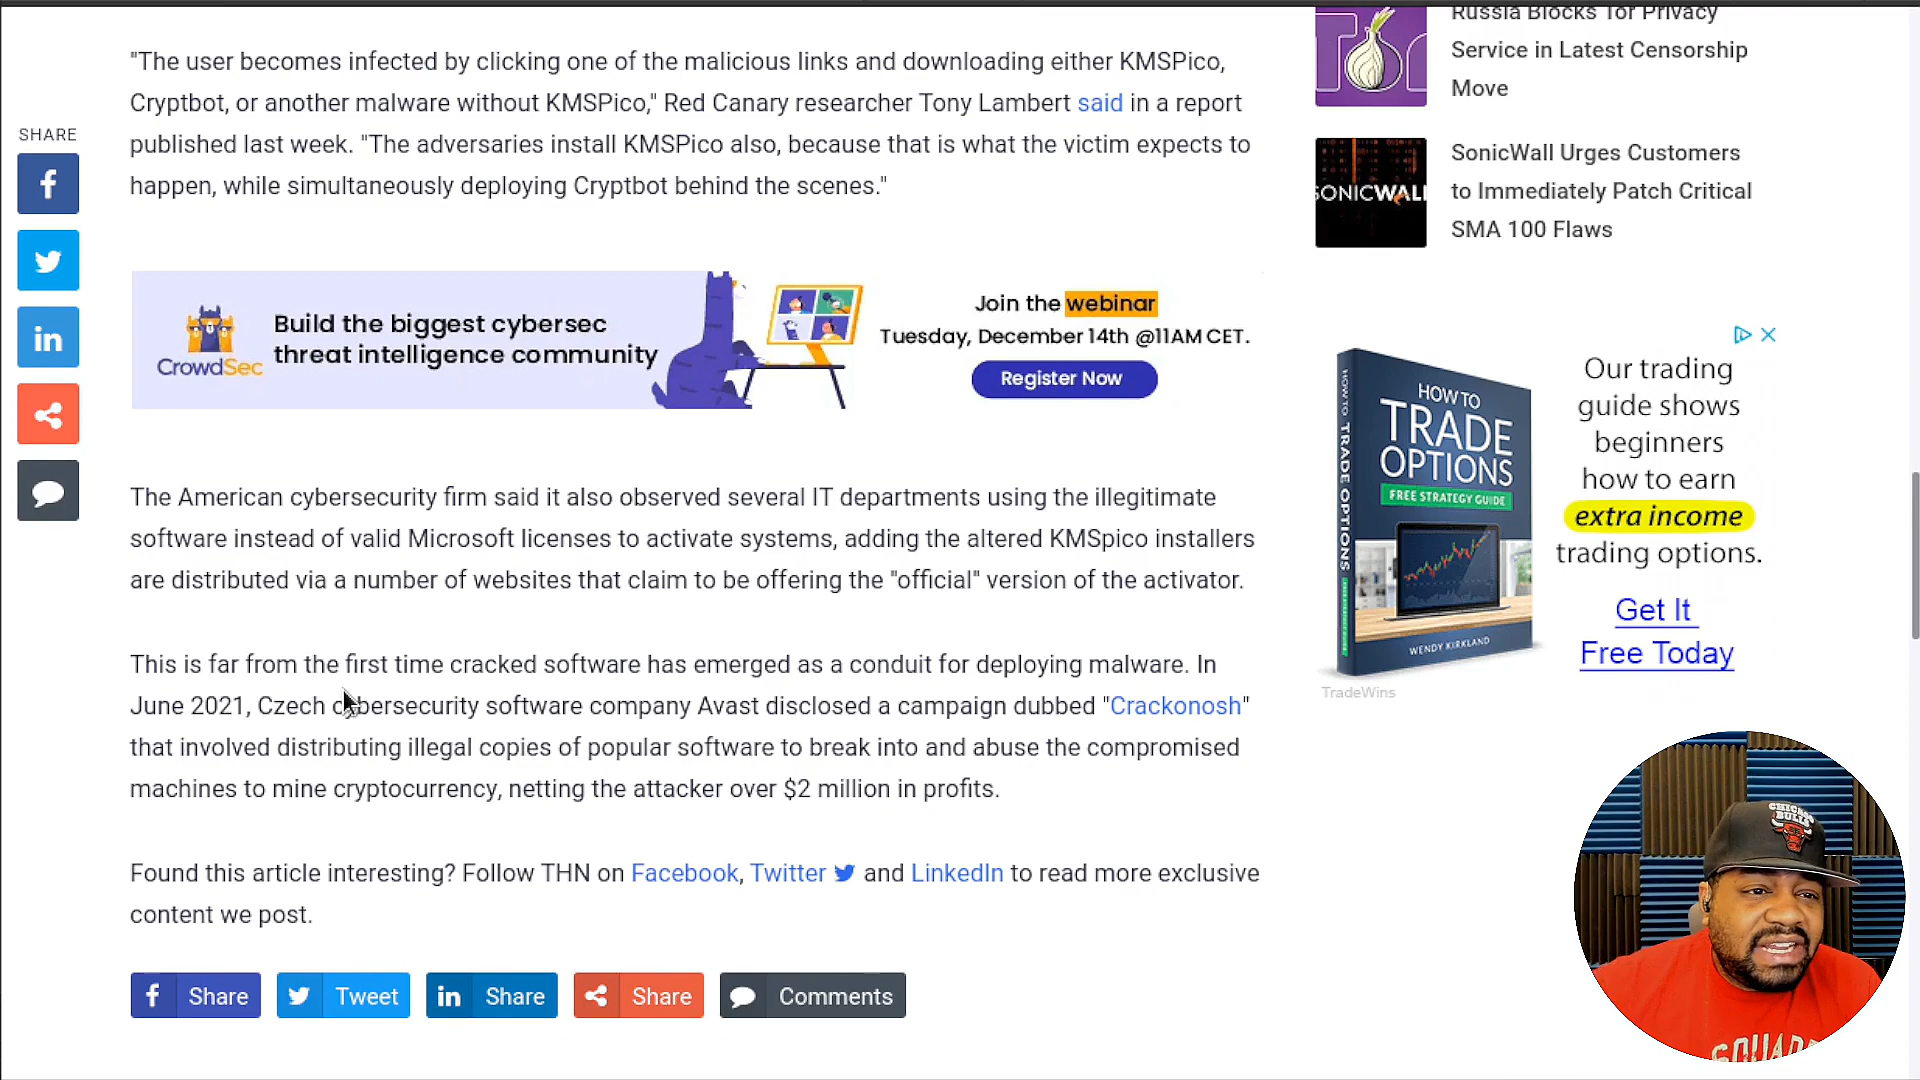 "The user becomes infected by clicking one of the malicious links and downloading either KMSPico,
Cryptbot, or another malware without KMSPico," Red Canary researcher Tony Lambert said in a report
published last week. "The adversaries install KMSPico also, because that is what the victim expects to
happen, while simultaneously deploying Cryptbot behind the scenes."
SHARE
CrowdSec
Build the biggest cybersec
threat intelligence community
Join the webinar
Tuesday, December 14th @11AM CET.
Register Now
The American cybersecurity firm said it also observed several IT departments using the illegitimate
software instead of valid Microsoft licenses to activate systems, adding the altered KMSpico installers
are distributed via a number of websites that claim to be offering the "official" version of the activator.
This is far from the first time cracked software has emerged as a conduit for deploying malware. In
June 2021, Czech cybersecurity software company Avast disclosed a campaign dubbed "Crackonosh"
that involved distributing illegal copies of popular software to break into and abuse the compromised
machines to mine cryptocurrency, netting the attacker over $2 million in profits.
Found this article interesting? Follow THN on Facebook, Twitter and LinkedIn to read more exclusive
content we post.
Share
Tweet
Share
Share
Comments
Russia Blocks Tor Privacy
Service in Latest Censorship
Move
SONICWALL
SonicWall Urges Customers
to Immediately Patch Critical
SMA 100 Flaws
HOW TO TRADE OPTIONS
HOW TO
TRADE
OPTIONS
FREE STRATEGY GUIDE
WENDY KIRKLAND
Our trading
guide shows
beginners
how to earn
extra income
trading options.
Get It
Free Today
TradeWins
CHICAGO
BULLS